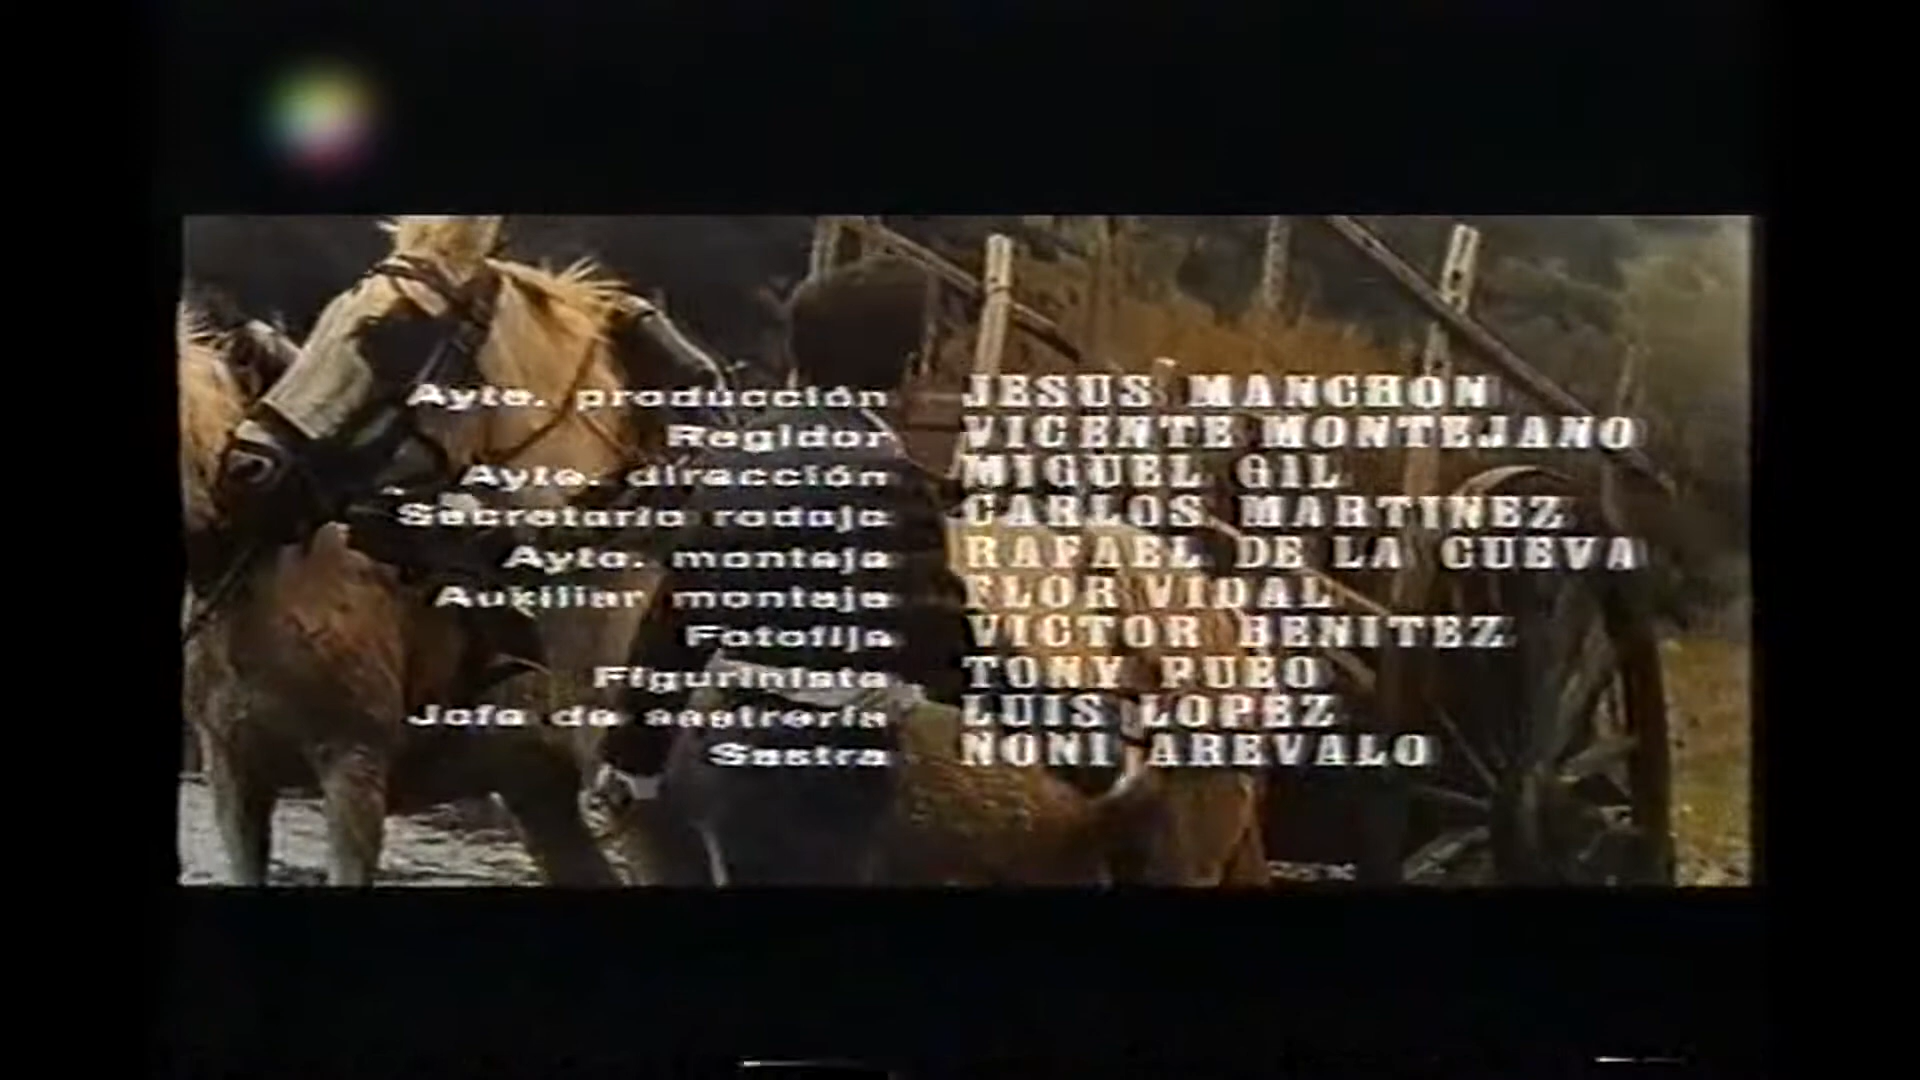 Ayte. producción JESUS MANCHON
Regidor VICENTE MONTEJANO
Ayte. dirección MIGUEL GIL
Secretario rodaje CARLOS MARTINEZ
Ayte. montaje RAFAEL DE LA CUEVA
Auxiliar montaje FLOR VIDAL
Fotofija VICTOR BENITEZ
Figurinista TONY PUEO
Jefe de sastrería LUIS LOPEZ
Sastra NONI AREVALO